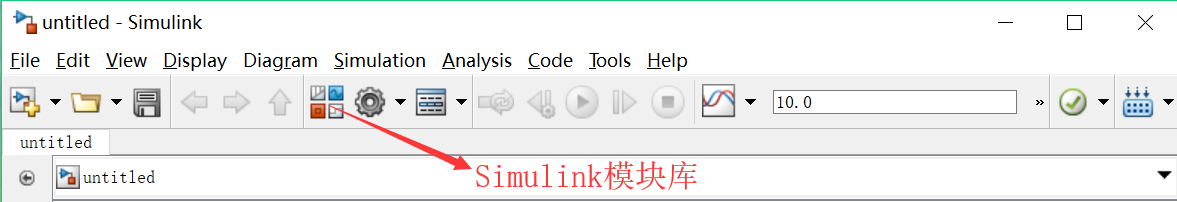 untitled - Simulink
File Edit View Display Diagram Simulation Analysis Code Tools Help
10.0 »
untitled
Simulink模块库
untitled